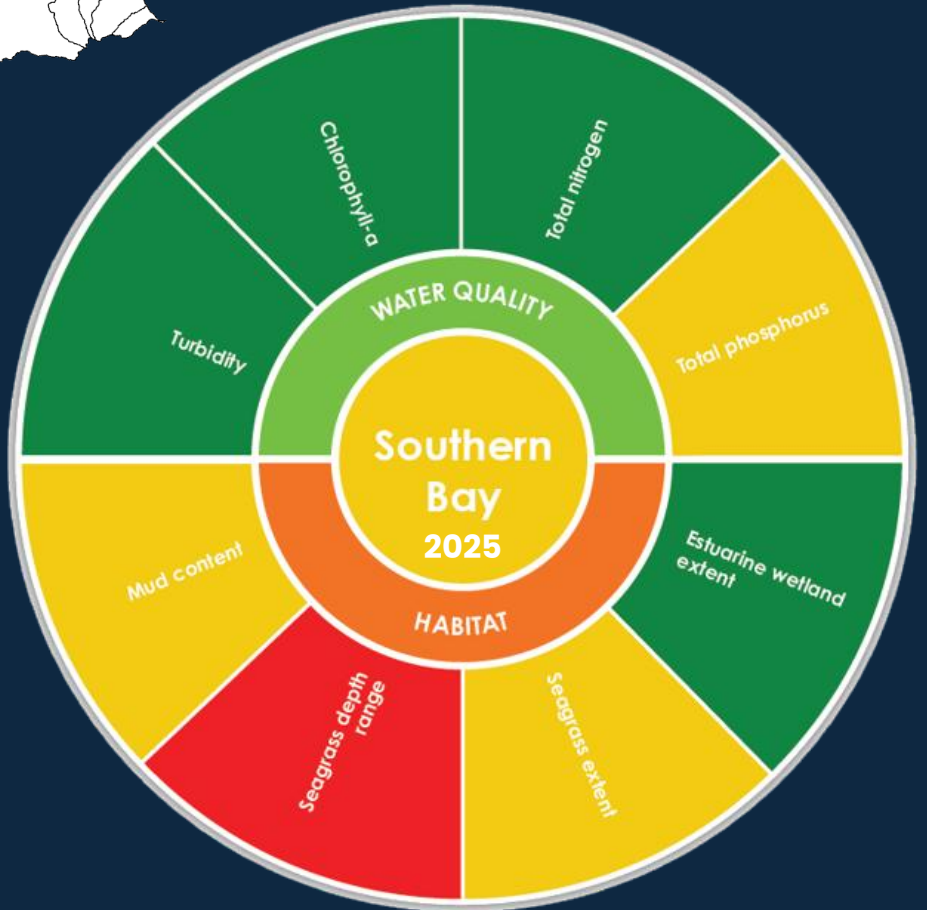 Chlorophyll-a
Total nitrogen
Turbidity
WATER QUALITY
Total phosphorus
Southern
Bay
2025
Mud content
HABITAT
Estuarine wetland
extent
Seagrass depth
range
Seagrass extent